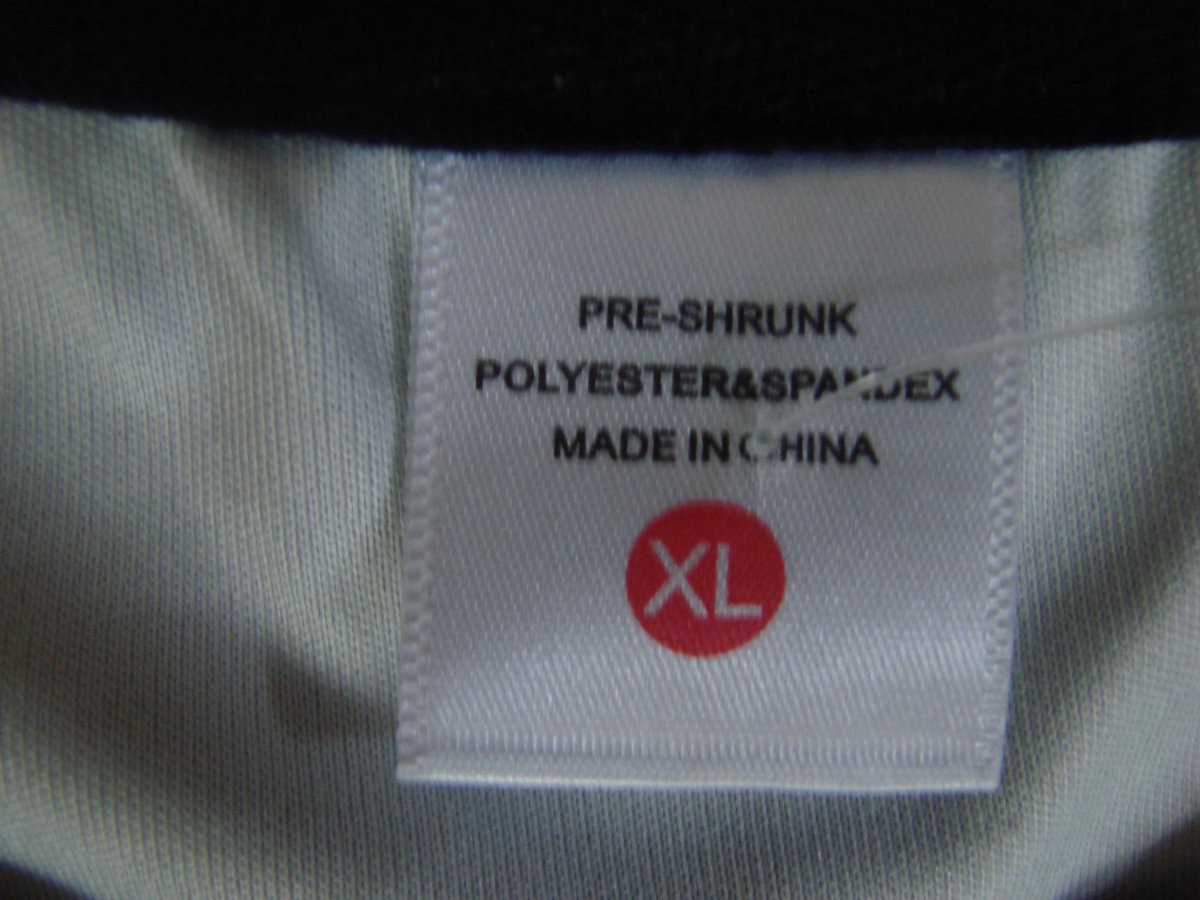 PRE-SHRUNK
POLYESTER&SPANDEX
MADE IN CHINA
XL